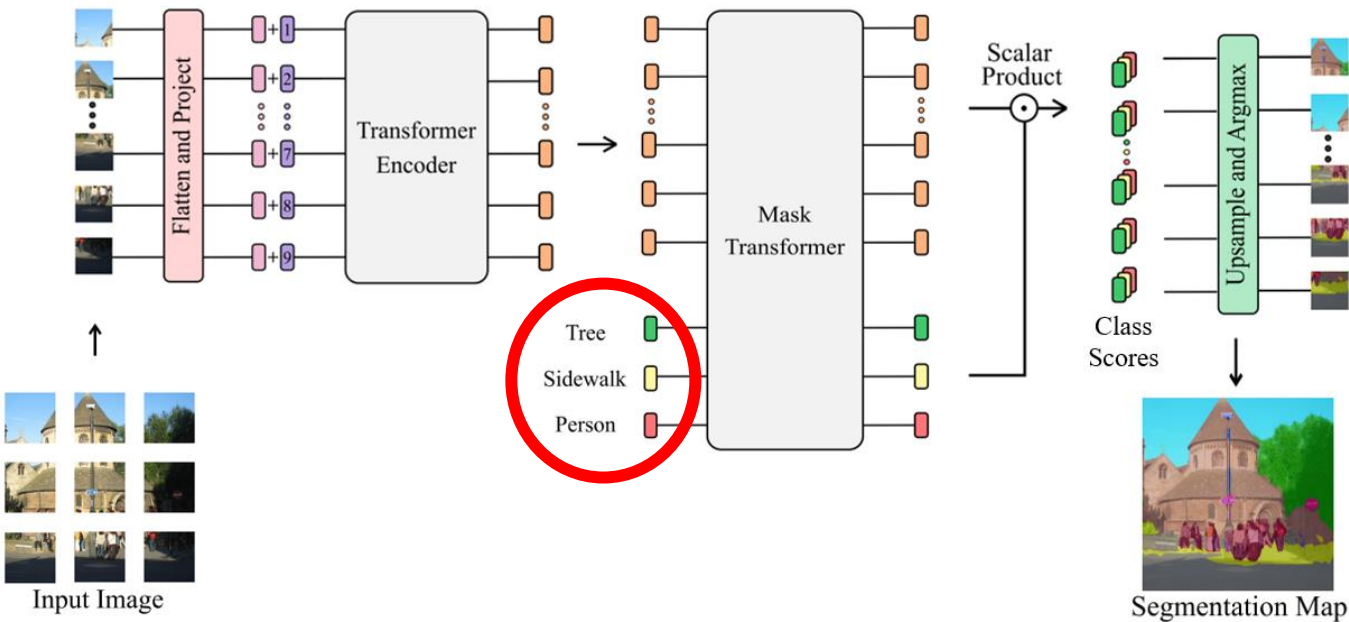 Flatten and Project
+ 1
+ 2
+ 7
+ 8
+ 9
Transformer
Encoder
Mask
Transformer
Tree
Sidewalk
Person
Scalar
Product
Class
Scores
Upsample and Argmax
Input Image
Segmentation Map